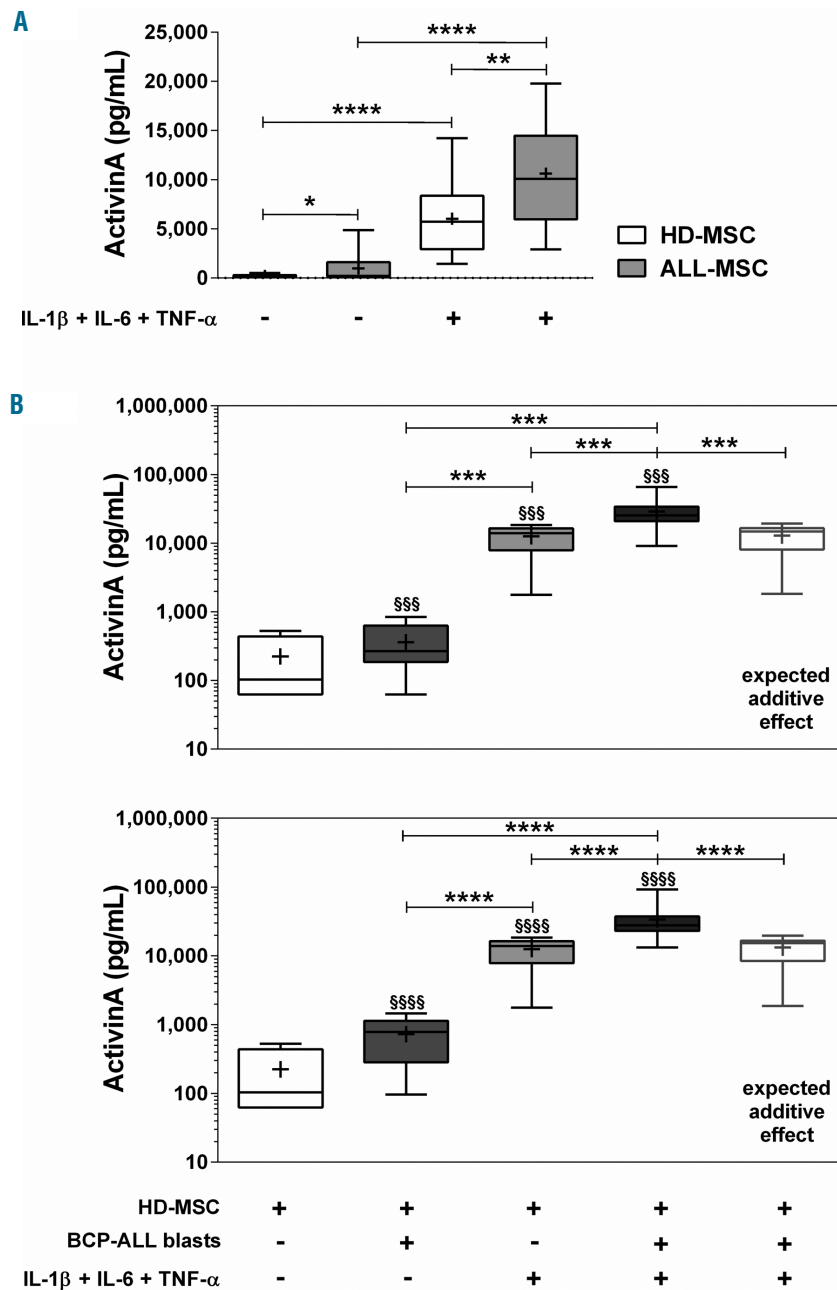 A
ActivinA (pg/mL)
25,000
20,000
15,000
10,000
5,000
0
****
**
****
*
HD-MSC
ALL-MSC
IL-1β + IL-6 + TNF-α - - + +
B
ActivinA (pg/mL)
1,000,000
100,000
10,000
1,000
100
10
***
*** ***
***
§§§
§§§
§§§
expected
additive
effect
ActivinA (pg/mL)
1,000,000
100,000
10,000
1,000
100
10
****
**** ****
****
§§§§
§§§§
§§§§
expected
additive
effect
HD-MSC + + + + +
BCP-ALL blasts - + - + +
IL-1β + IL-6 + TNF-α - - + + +